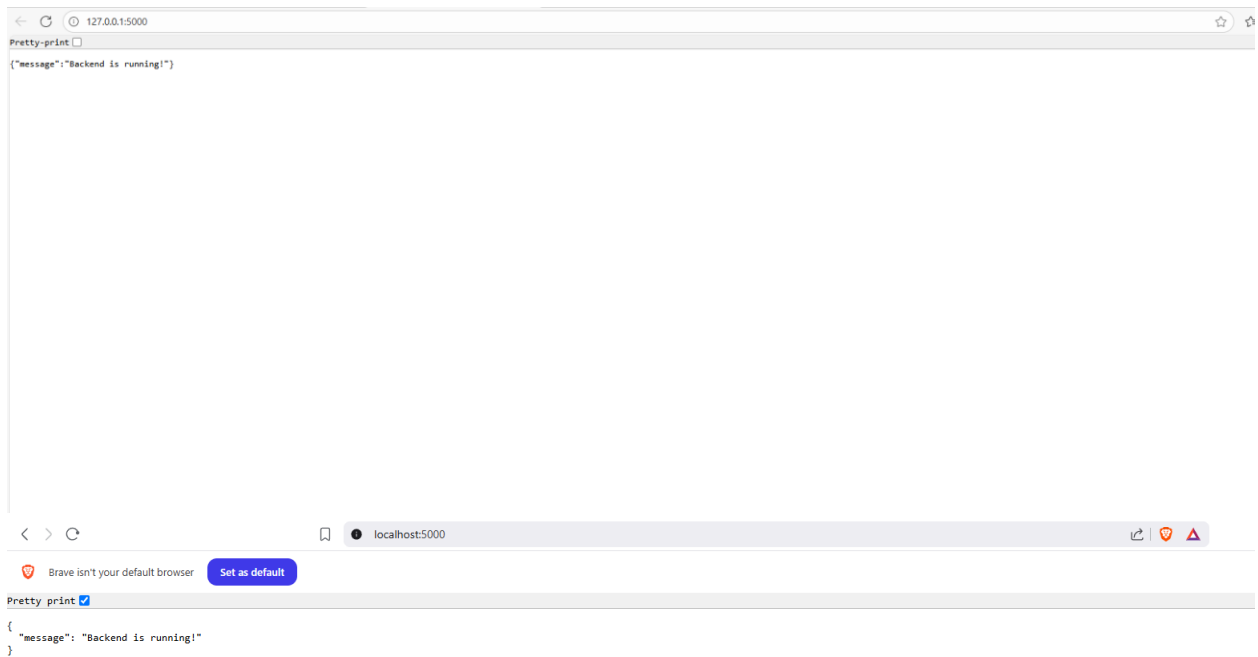 127.0.0.1:5000
Pretty-print
{"message":"Backend is running!"}
localhost:5000
Brave isn't your default browser Set as default
Pretty print
{
"message": "Backend is running!"
}